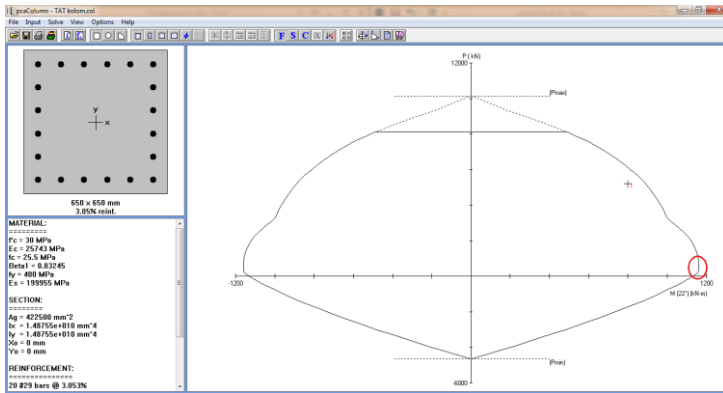 pcaColumn - TAT kolom.col
File Input Solve View Options Help
F S C A
y
x
650 x 650 mm
3.05% reinf.
MATERIAL:
=========
f'c = 30 MPa
Ec = 25743 MPa
fc = 25.5 MPa
Beta1 = 0.83245
fy = 400 MPa
Es = 199955 MPa
SECTION:
========
Ag = 422500 mm^2
Ix = 1.48755e+010 mm^4
Iy = 1.48755e+010 mm^4
Xo = 0 mm
Yo = 0 mm
REINFORCEMENT:
==============
20 #29 bars @ 3.053%
P ( kN)
12000
(Pmax)
1
-1200
1200
M (22°) (kN-m)
(Pmin)
-6000